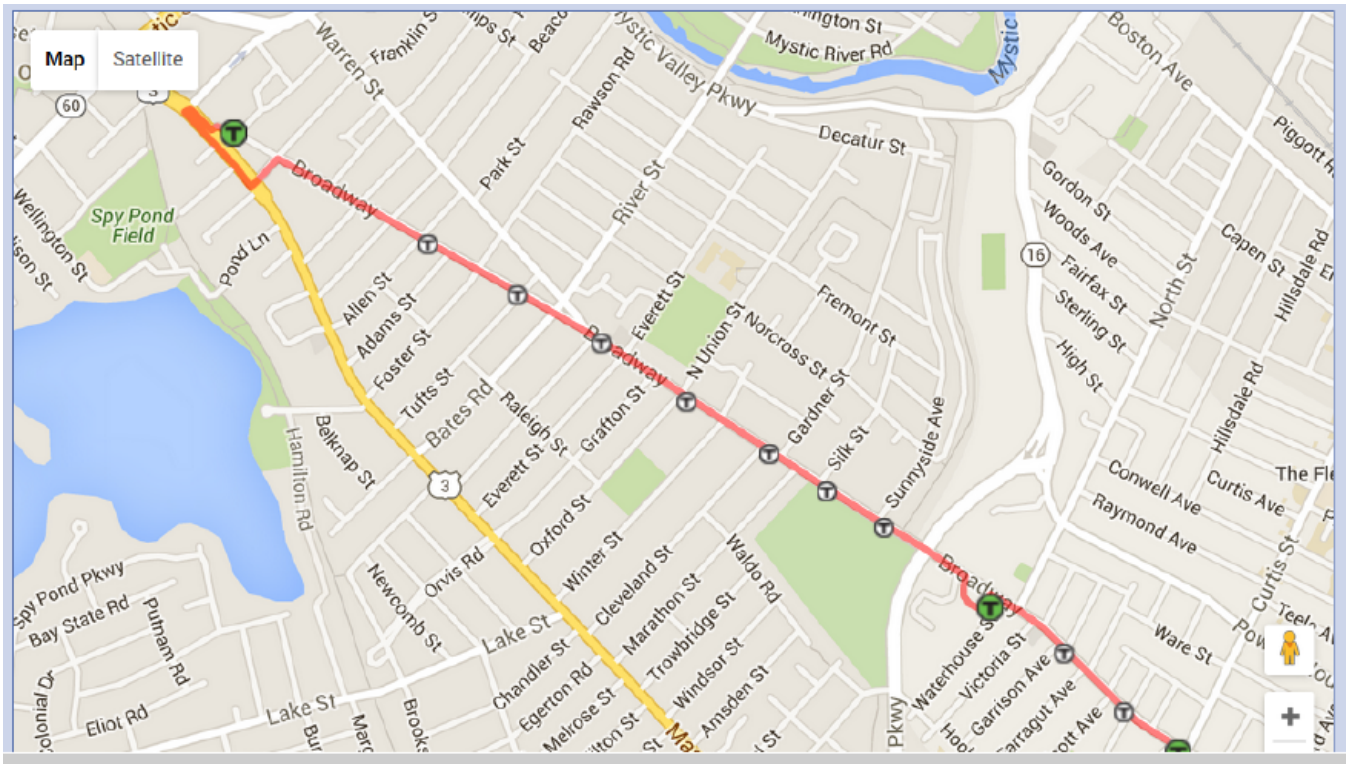 Map
Satellite
60
3
Mystic
Warren St
Franklin S
Rawson Rd
Mystic Valley Pkwy
Mystic River Rd
Mystic
Boston Ave
Piggott R
Decatur St
Park St
River St
Broadway
Wellington St
Spy Pond
Field
Pond Ln
Gordon St
Woods Ave
Capen St
Hillsdale Rd
16
Fairfax St
Sterling St
North St
High St
Allen St
Adams St
Foster St
Tufts St
Bates Rd
Everett St
N Union St
Norcross St
Fremont St
Broadway
Gardner St
Silk St
Sunnyside Ave
Hillsdale Rd
Raleigh St
Grafton St
Belknap St
Hamilton Rd
3
Everett St
Oxford St
Winter St
Waldo Rd
Conwell Ave
Curtis Ave
The Fle
Raymond Ave
Curtis St
Broadway
Orvis Rd
Newcomb St
Lake St
Cleveland St
Marathon St
Trowbridge St
Windsor St
Amsden St
Spy Pond Pkwy
Bay State Rd
Putnam Rd
Eliot Rd
Lake St
Chandler St
Egerton Rd
Melrose St
Waterhouse S
Victoria St
Garrison Ave
Ware St
Pkwy
+